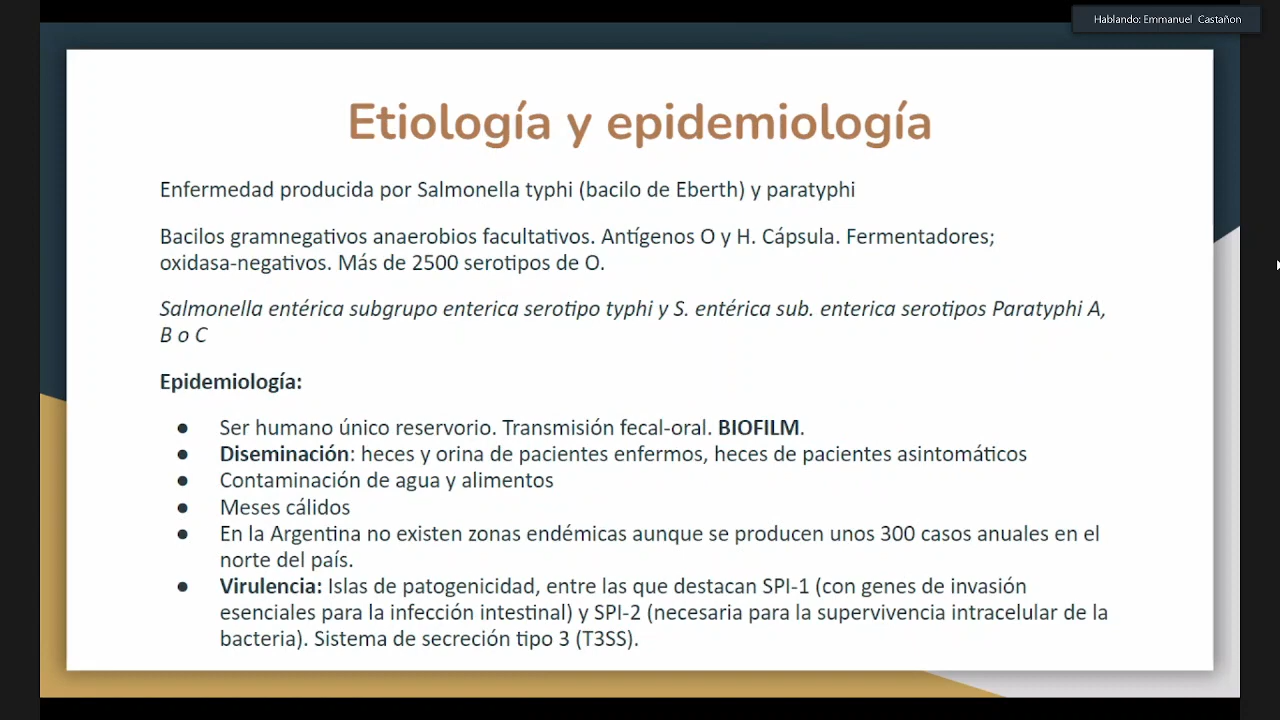 Hablando: Emmanuel Castañon
Etiología y epidemiología
Enfermedad producida por Salmonella typhi (bacilo de Eberth) y paratyphi
Bacilos gramnegativos anaerobios facultativos. Antígenos O y H. Cápsula. Fermentadores;
oxidasa-negativos. Más de 2500 serotipos de O.
Salmonella entérica subgrupo enterica serotipo typhi y S. entérica sub. enterica serotipos Paratyphi A,
B o C
Epidemiología:
● Ser humano único reservorio. Transmisión fecal-oral. BIOFILM.
● Diseminación: heces y orina de pacientes enfermos, heces de pacientes asintomáticos
● Contaminación de agua y alimentos
● Meses cálidos
● En la Argentina no existen zonas endémicas aunque se producen unos 300 casos anuales en el
norte del país.
● Virulencia: Islas de patogenicidad, entre las que destacan SPI-1 (con genes de invasión
esenciales para la infección intestinal) y SPI-2 (necesaria para la supervivencia intracelular de la
bacteria). Sistema de secreción tipo 3 (T3SS).